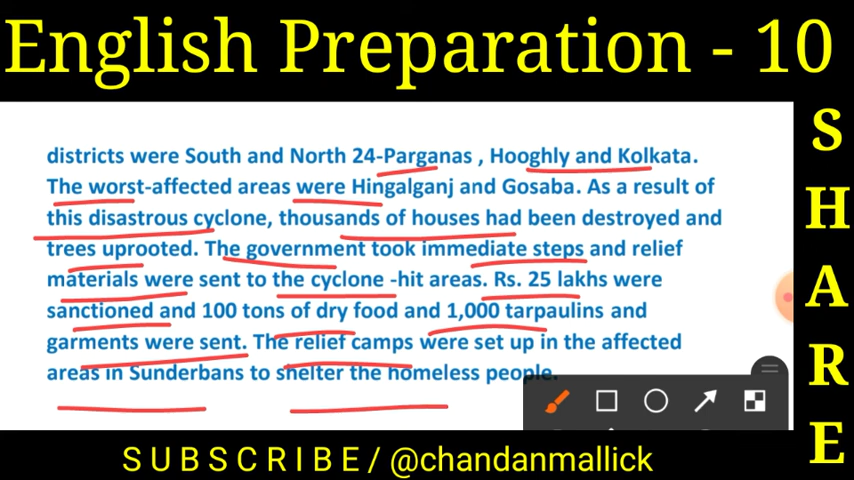 English Preparation - 10
districts were South and North 24-Parganas , Hooghly and Kolkata.
The worst-affected areas were Hingalganj and Gosaba. As a result of
this disastrous cyclone, thousands of houses had been destroyed and
trees uprooted. The government took immediate steps and relief
materials were sent to the cyclone -hit areas. Rs. 25 lakhs were
sanctioned and 100 tons of dry food and 1,000 tarpaulins and
garments were sent. The relief camps were set up in the affected
areas in Sunderbans to shelter the homeless people.
SHARE
SUBSCRIBE/ @chandanmallick